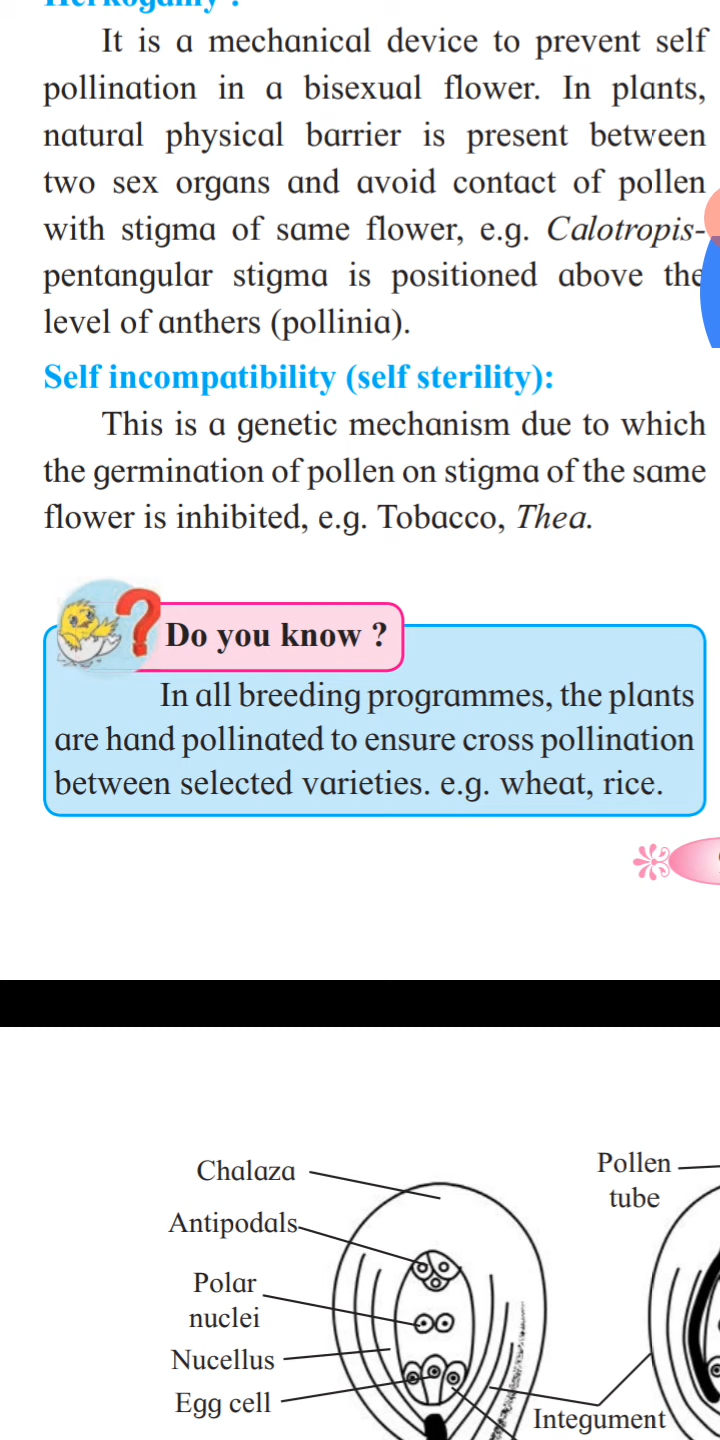 Herkogamy :
It is a mechanical device to prevent self
pollination in a bisexual flower. In plants,
natural physical barrier is present between
two sex organs and avoid contact of pollen
with stigma of same flower, e.g. Calotropis-
pentangular stigma is positioned above the
level of anthers (pollinia).
Self incompatibility (self sterility):
This is a genetic mechanism due to which
the germination of pollen on stigma of the same
flower is inhibited, e.g. Tobacco, Thea.
Do you know ?
In all breeding programmes, the plants
are hand pollinated to ensure cross pollination
between selected varieties. e.g. wheat, rice.
Chalaza
Antipodals
Polar
nuclei
Nucellus
Egg cell
Pollen
tube
Integument